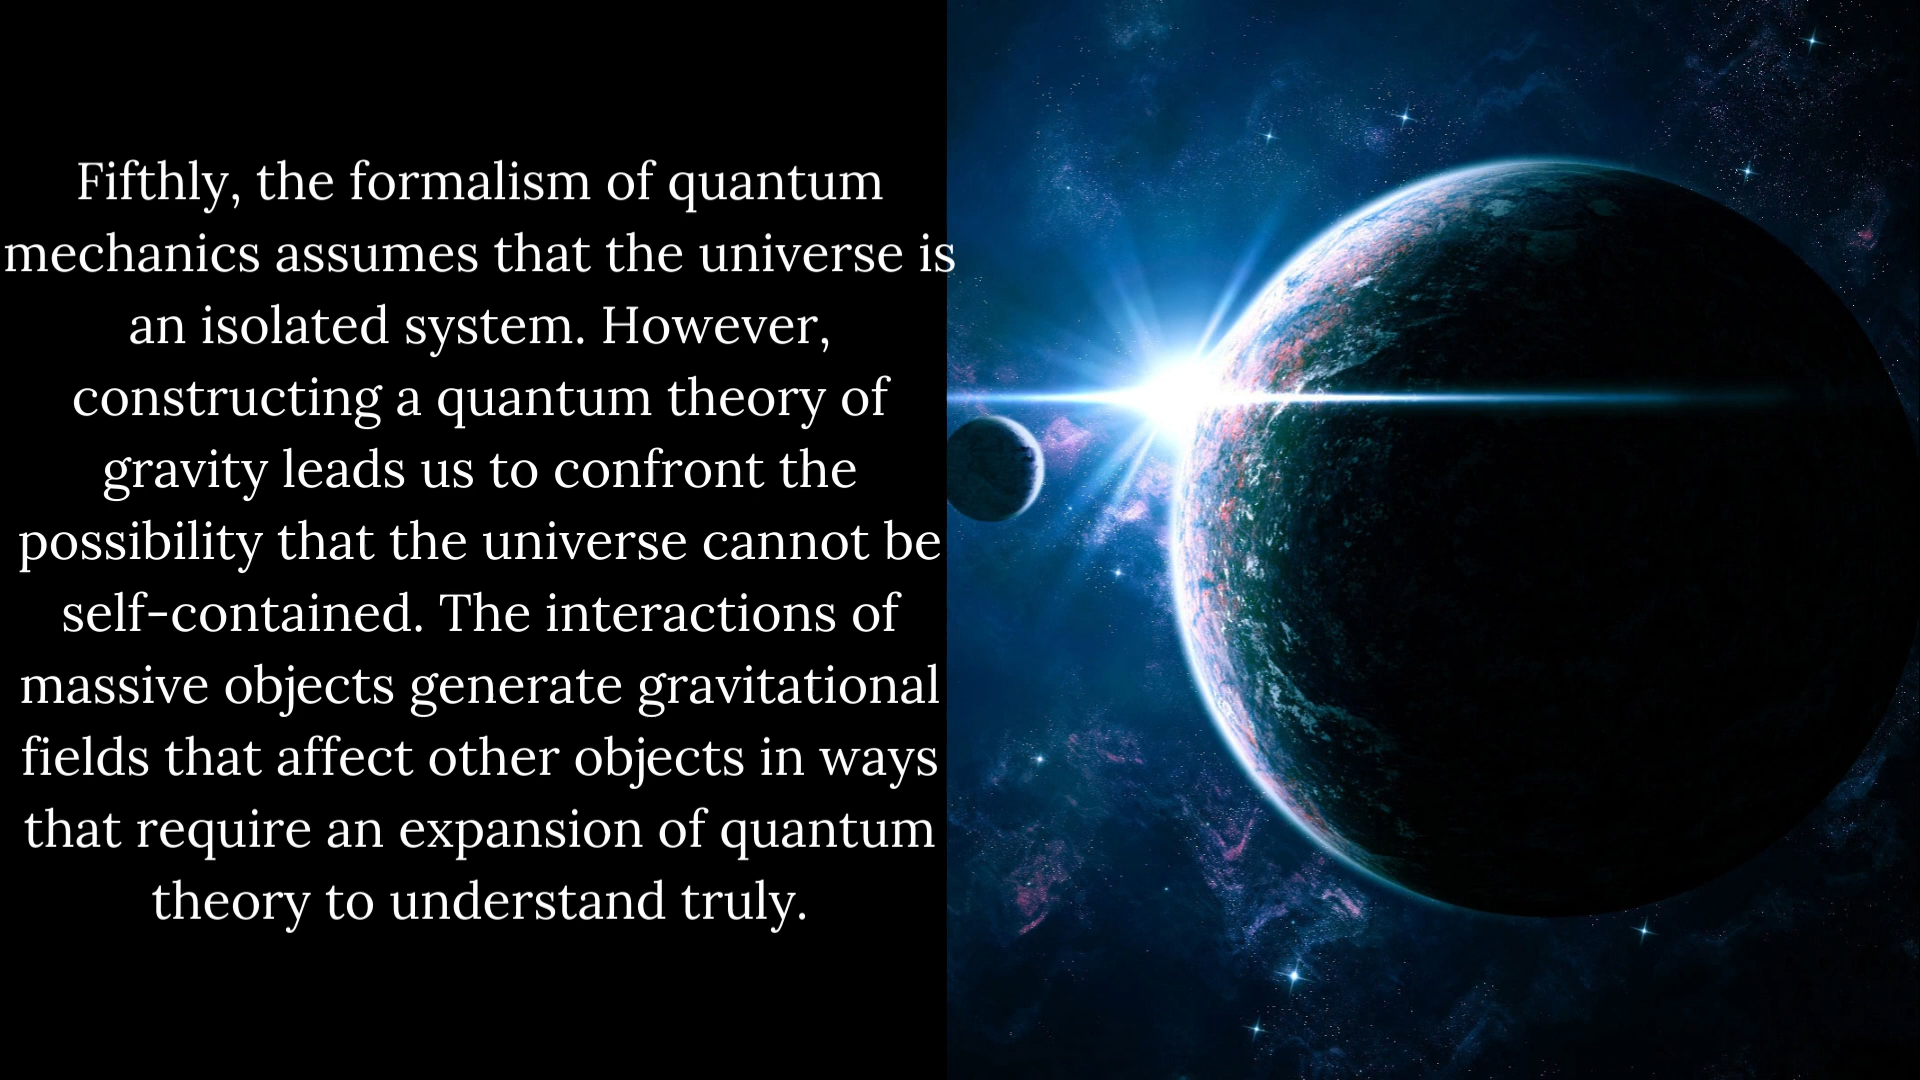 Fifthly, the formalism of quantum
mechanics assumes that the universe is
an isolated system. However,
constructing a quantum theory of
gravity leads us to confront the
possibility that the universe cannot be
self-contained. The interactions of
massive objects generate gravitational
fields that affect other objects in ways
that require an expansion of quantum
theory to understand truly.